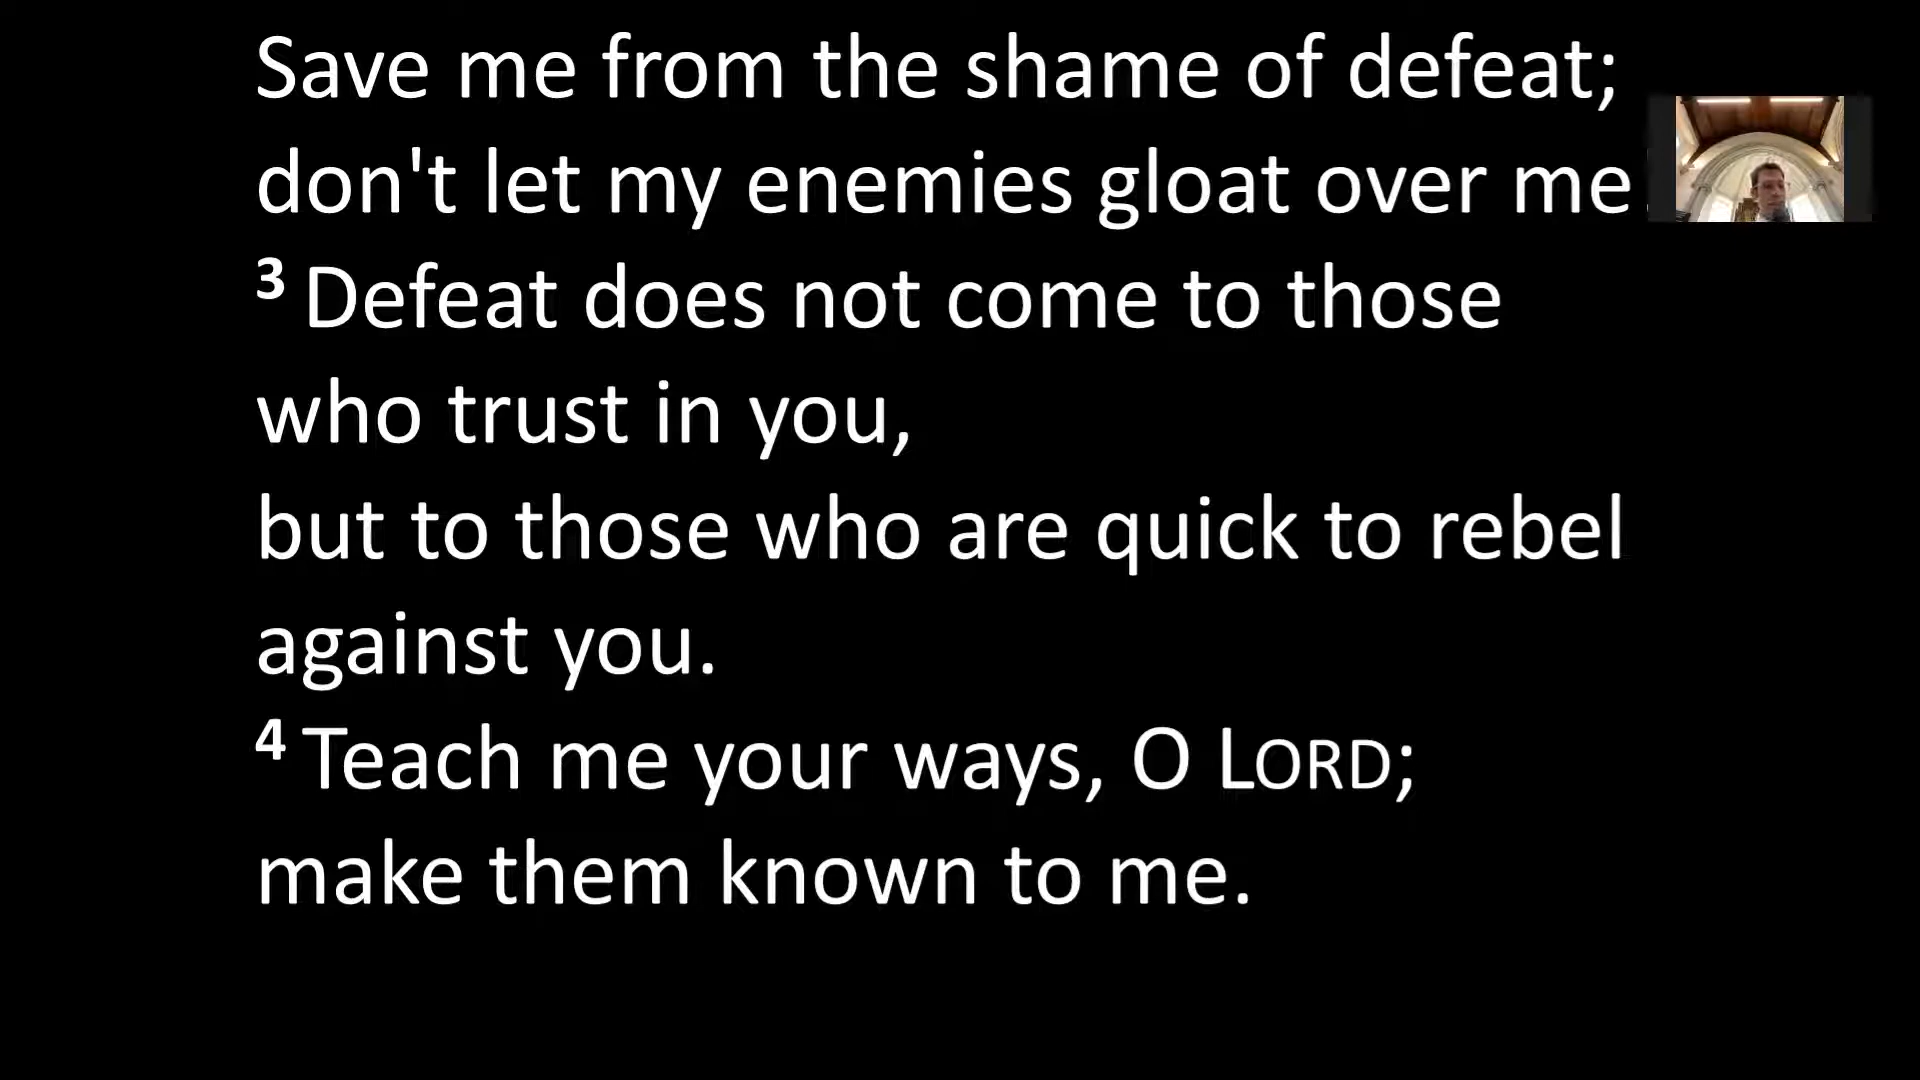 Save me from the shame of defeat;
don't let my enemies gloat over me
3 Defeat does not come to those
who trust in you,
but to those who are quick to rebel
against you.
4 Teach me your ways, O LORD;
make them known to me.